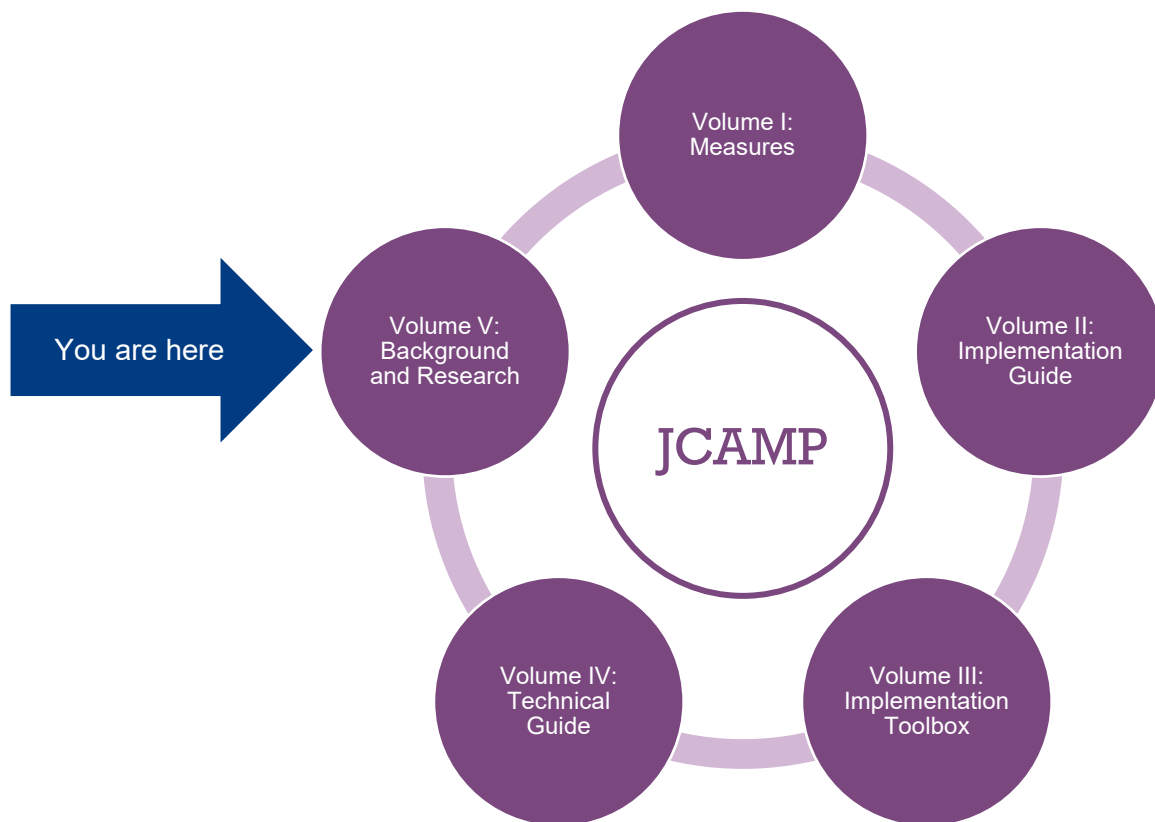 Volume I:
Measures
Volume II:
Implementation
Guide
Volume III:
Implementation
Toolbox
Volume IV:
Technical
Guide
Volume V:
Background
and Research
You are here
JCAMP